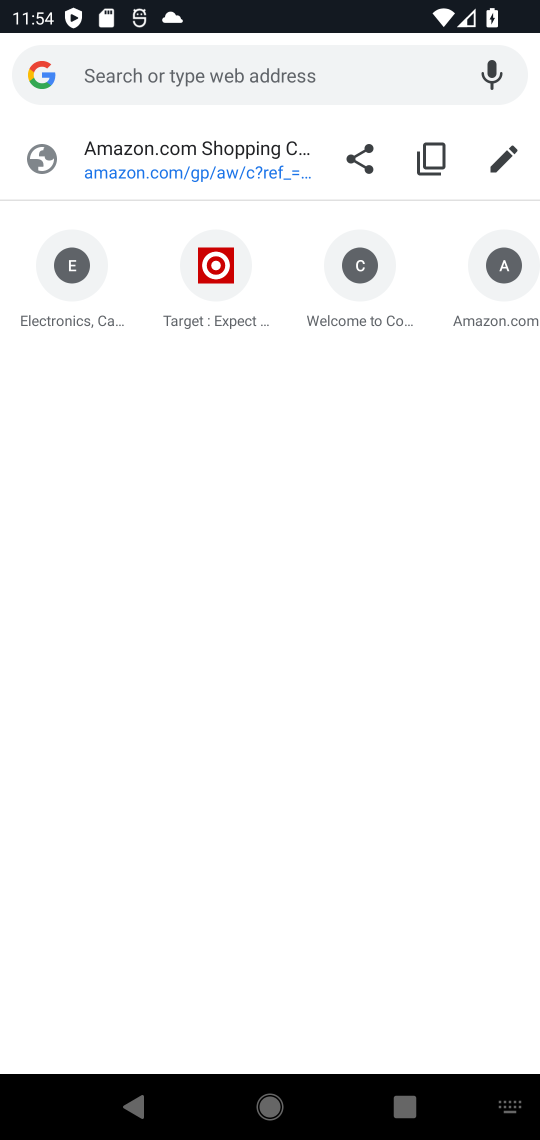 11:54
Search or type web address
Amazon.com Shopping C...
amazon.com/gp/aw/c?ref_=...
E
C
A
Electronics, Ca...
Target : Expect ...
Welcome to Co...
Amazon.com